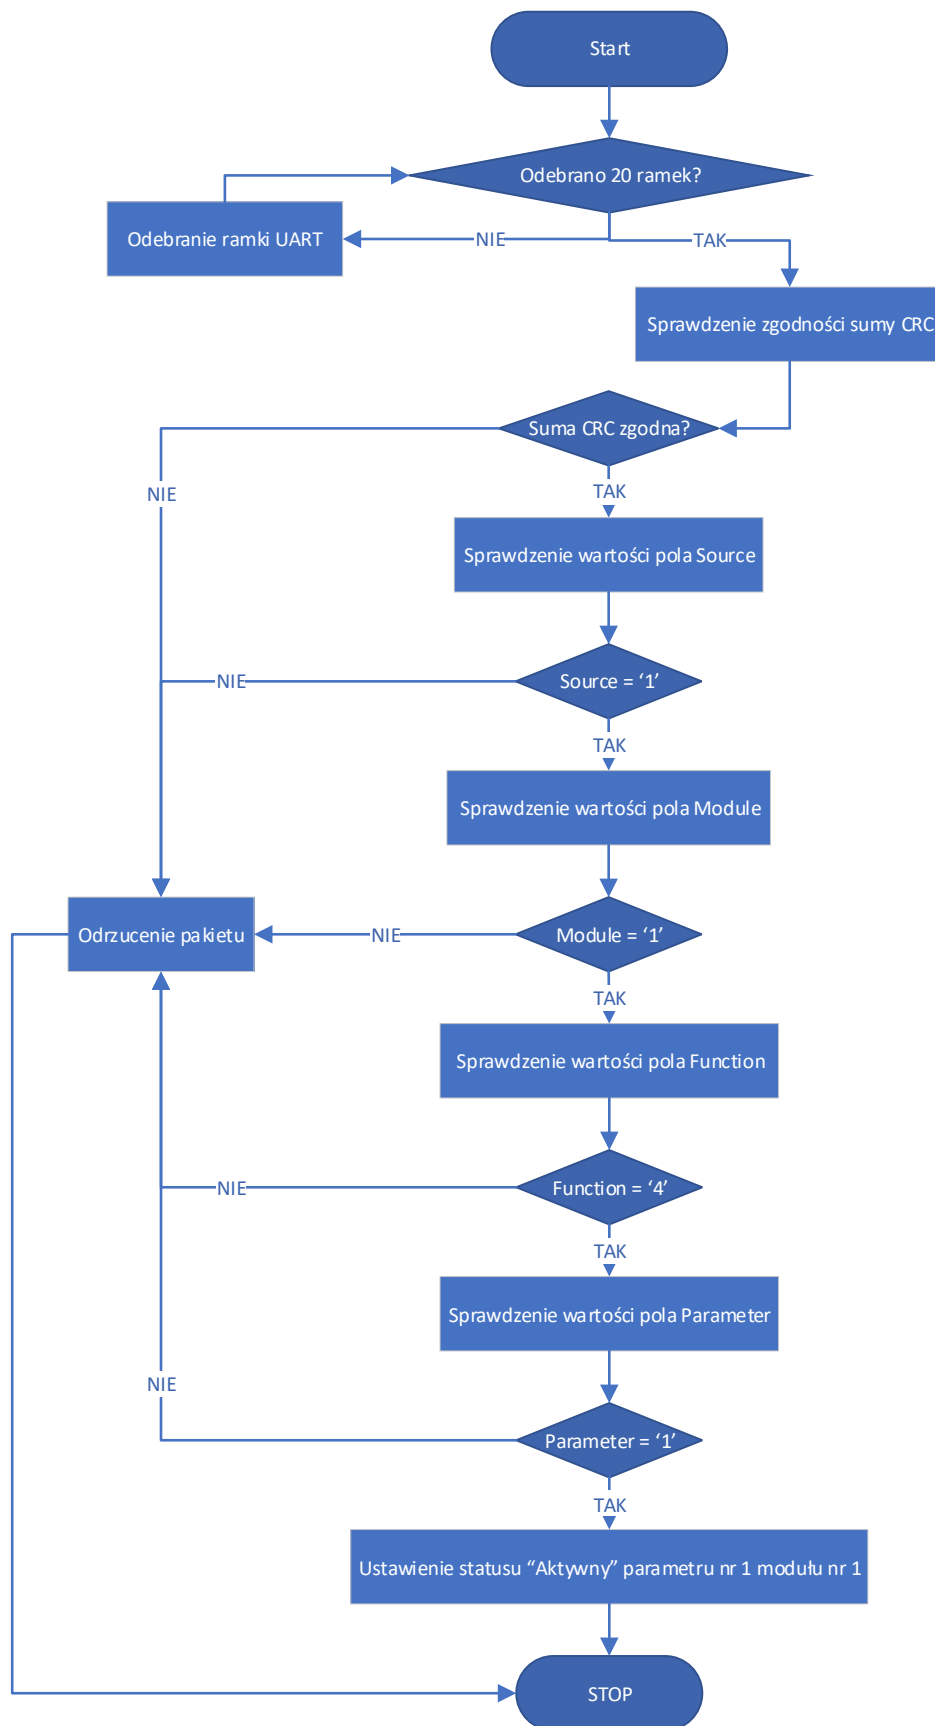 Start
Odebrano 20 ramek?
Odebranie ramki UART
NIE
TAK
Sprawdzenie zgodności sumy CRC
Suma CRC zgodna?
NIE
TAK
Sprawdzenie wartości pola Source
Source = ‘1’
NIE
TAK
Sprawdzenie wartości pola Module
Module = ‘1’
NIE
Odrzucenie pakietu
TAK
Sprawdzenie wartości pola Function
Function = ‘4’
NIE
TAK
Sprawdzenie wartości pola Parameter
NIE
Parameter = ‘1’
TAK
Ustawienie statusu “Aktywny” parametru nr 1 modułu nr 1
STOP